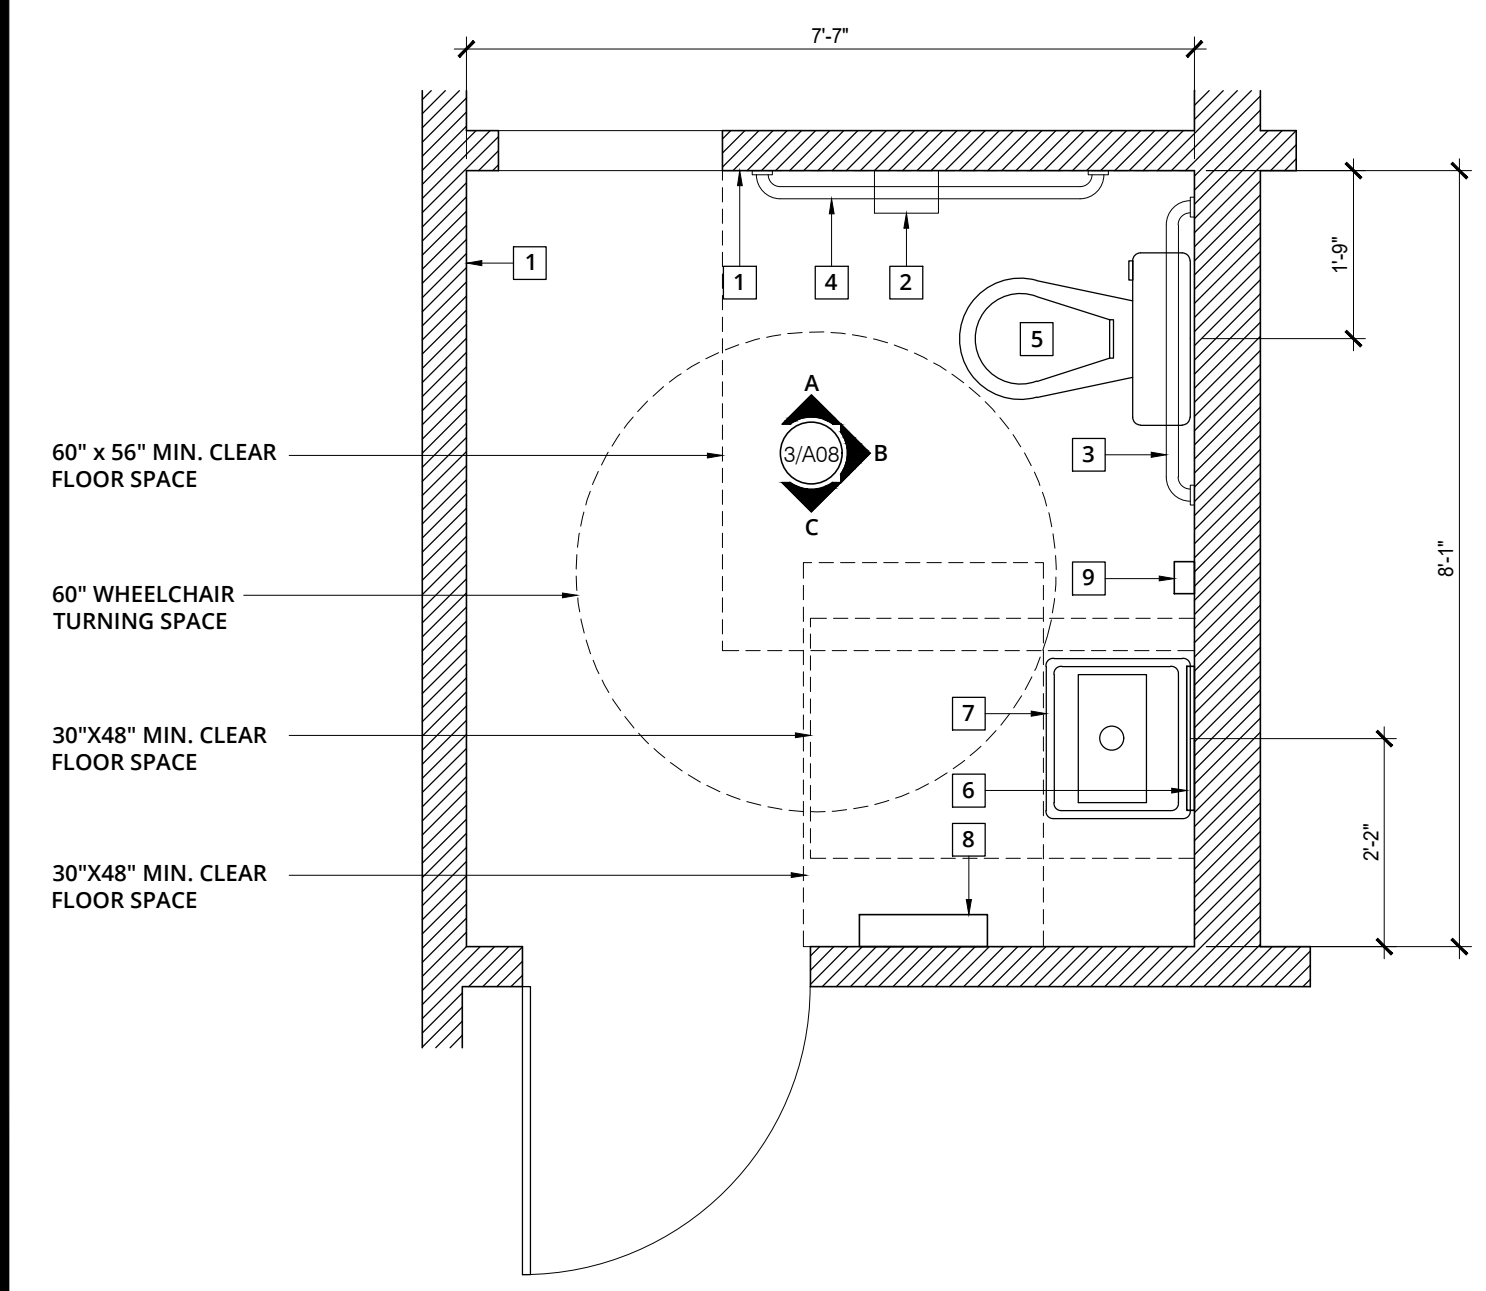 7'-7"
1
1
4
2
5
1'-9"
A
3/A08
B
C
3
60" x 56" MIN. CLEAR
FLOOR SPACE
8'-1"
9
60" WHEELCHAIR
TURNING SPACE
7
30"X48" MIN. CLEAR
FLOOR SPACE
6
8
2'-2"
30"X48" MIN. CLEAR
FLOOR SPACE